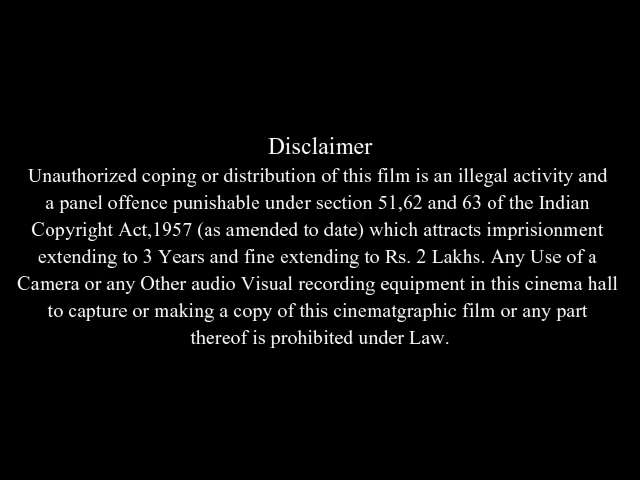 Disclaimer
Unauthorized coping or distribution of this film is an illegal activity and
a panel offence punishable under section 51,62 and 63 of the Indian
Copyright Act,1957 (as amended to date) which attracts imprisionment
extending to 3 Years and fine extending to Rs. 2 Lakhs. Any Use of a
Camera or any Other audio Visual recording equipment in this cinema hall
to capture or making a copy of this cinematgraphic film or any part
thereof is prohibited under Law.